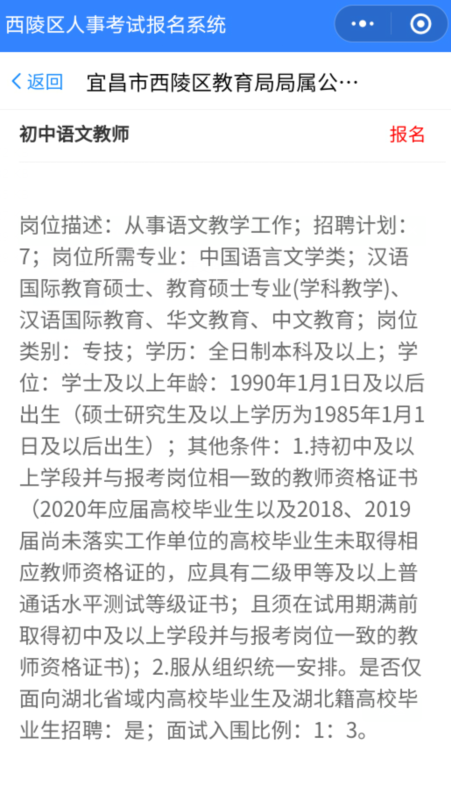 西陵区人事考试报名系统
返回
宜昌市西陵区教育局局属公…
初中语文教师
报名
岗位描述：从事语文教学工作；招聘计划：
7；岗位所需专业：中国语言文学类；汉语
国际教育硕士、教育硕士专业(学科教学)、
汉语国际教育、华文教育、中文教育；岗位
类别：专技；学历：全日制本科及以上；学
位：学士及以上年龄：1990年1月1日及以后
出生（硕士研究生及以上学历为1985年1月1
日及以后出生）；其他条件：1.持初中及以
上学段并与报考岗位相一致的教师资格证书
（2020年应届高校毕业生以及2018、2019
届尚未落实工作单位的高校毕业生未取得相
应教师资格证的，应具有二级甲等及以上普
通话水平测试等级证书；且须在试用期满前
取得初中及以上学段并与报考岗位一致的教
师资格证书)；2.服从组织统一安排。是否仅
面向湖北省域内高校毕业生及湖北籍高校毕
业生招聘：是；面试入围比例：1：3。